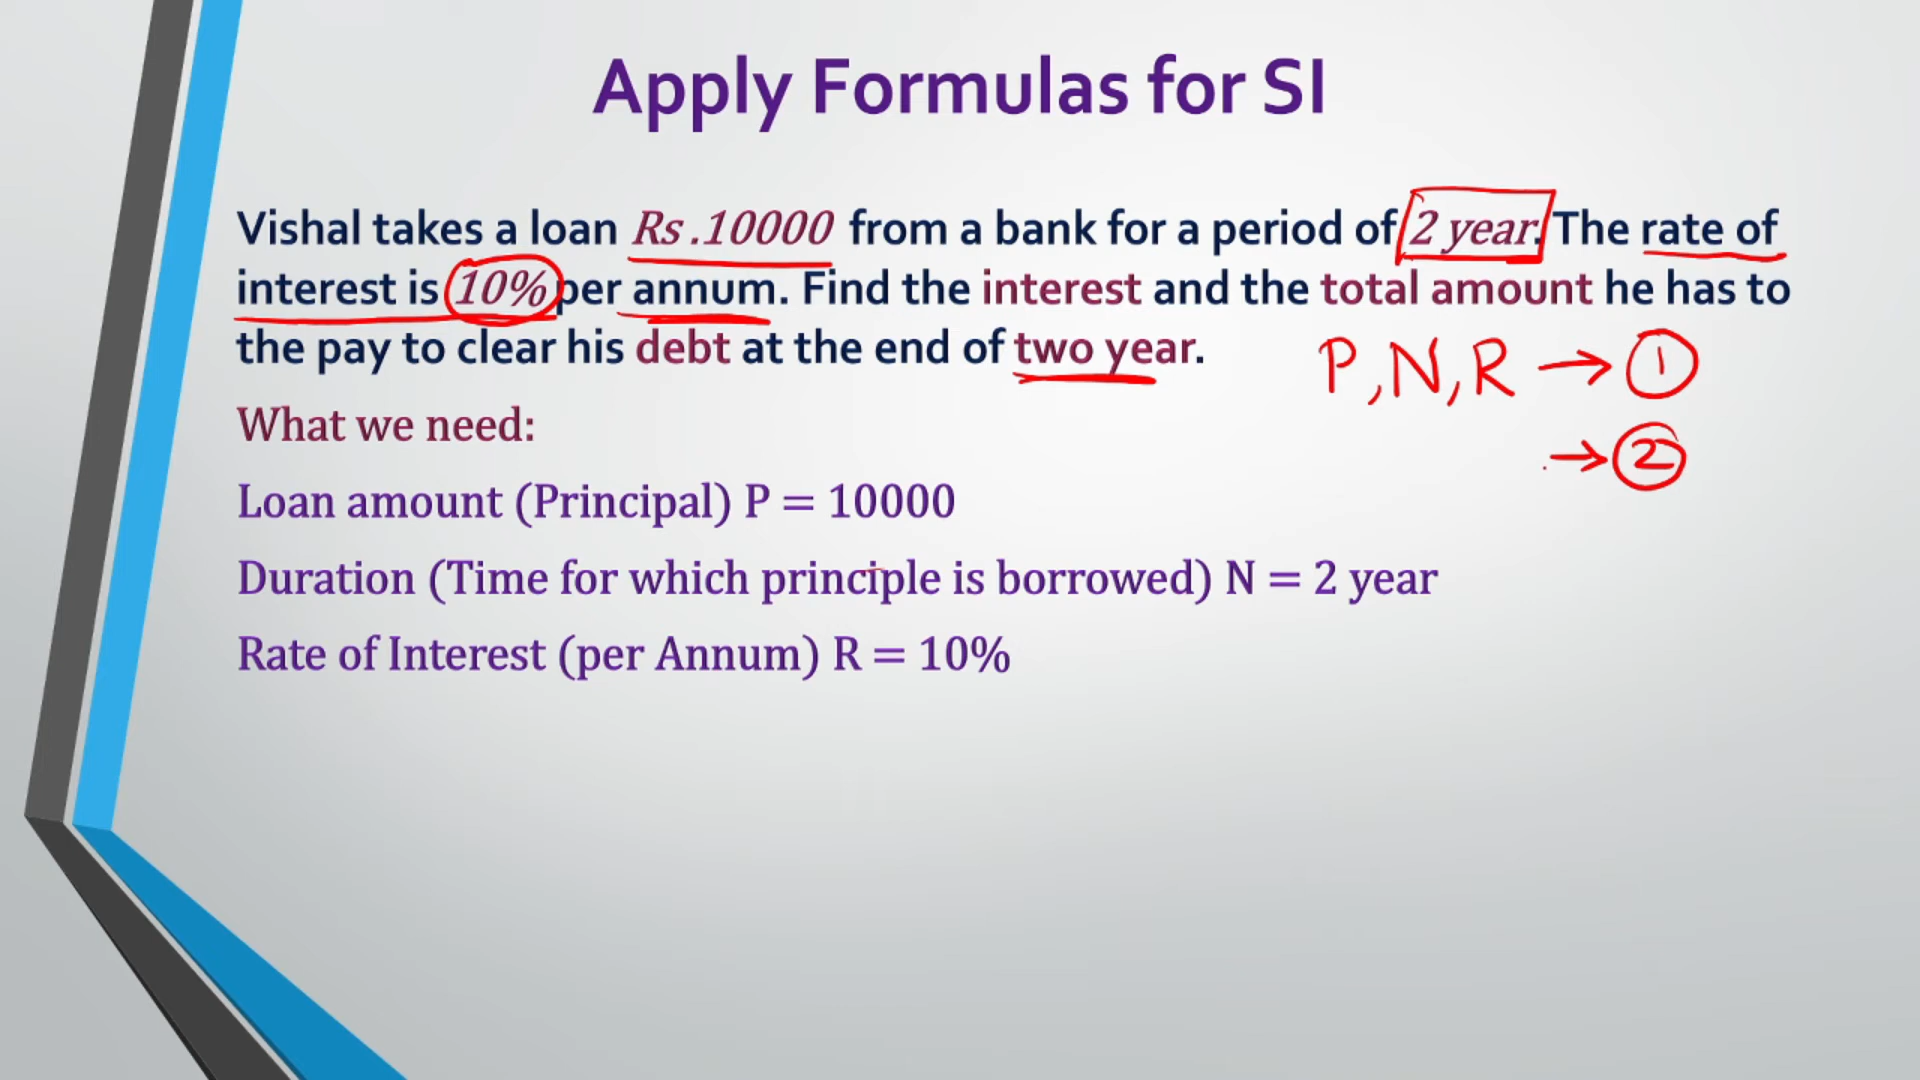 Apply Formulas for SI
Vishal takes a loan Rs .10000 from a bank for a period of 2 year. The rate of
interest is 10% per annum. Find the interest and the total amount he has to
the pay to clear his debt at the end of two year.
P,N,R → 1
→ 2
What we need:
Loan amount (Principal) P = 10000
Duration (Time for which principle is borrowed) N = 2 year
Rate of Interest (per Annum) R = 10%